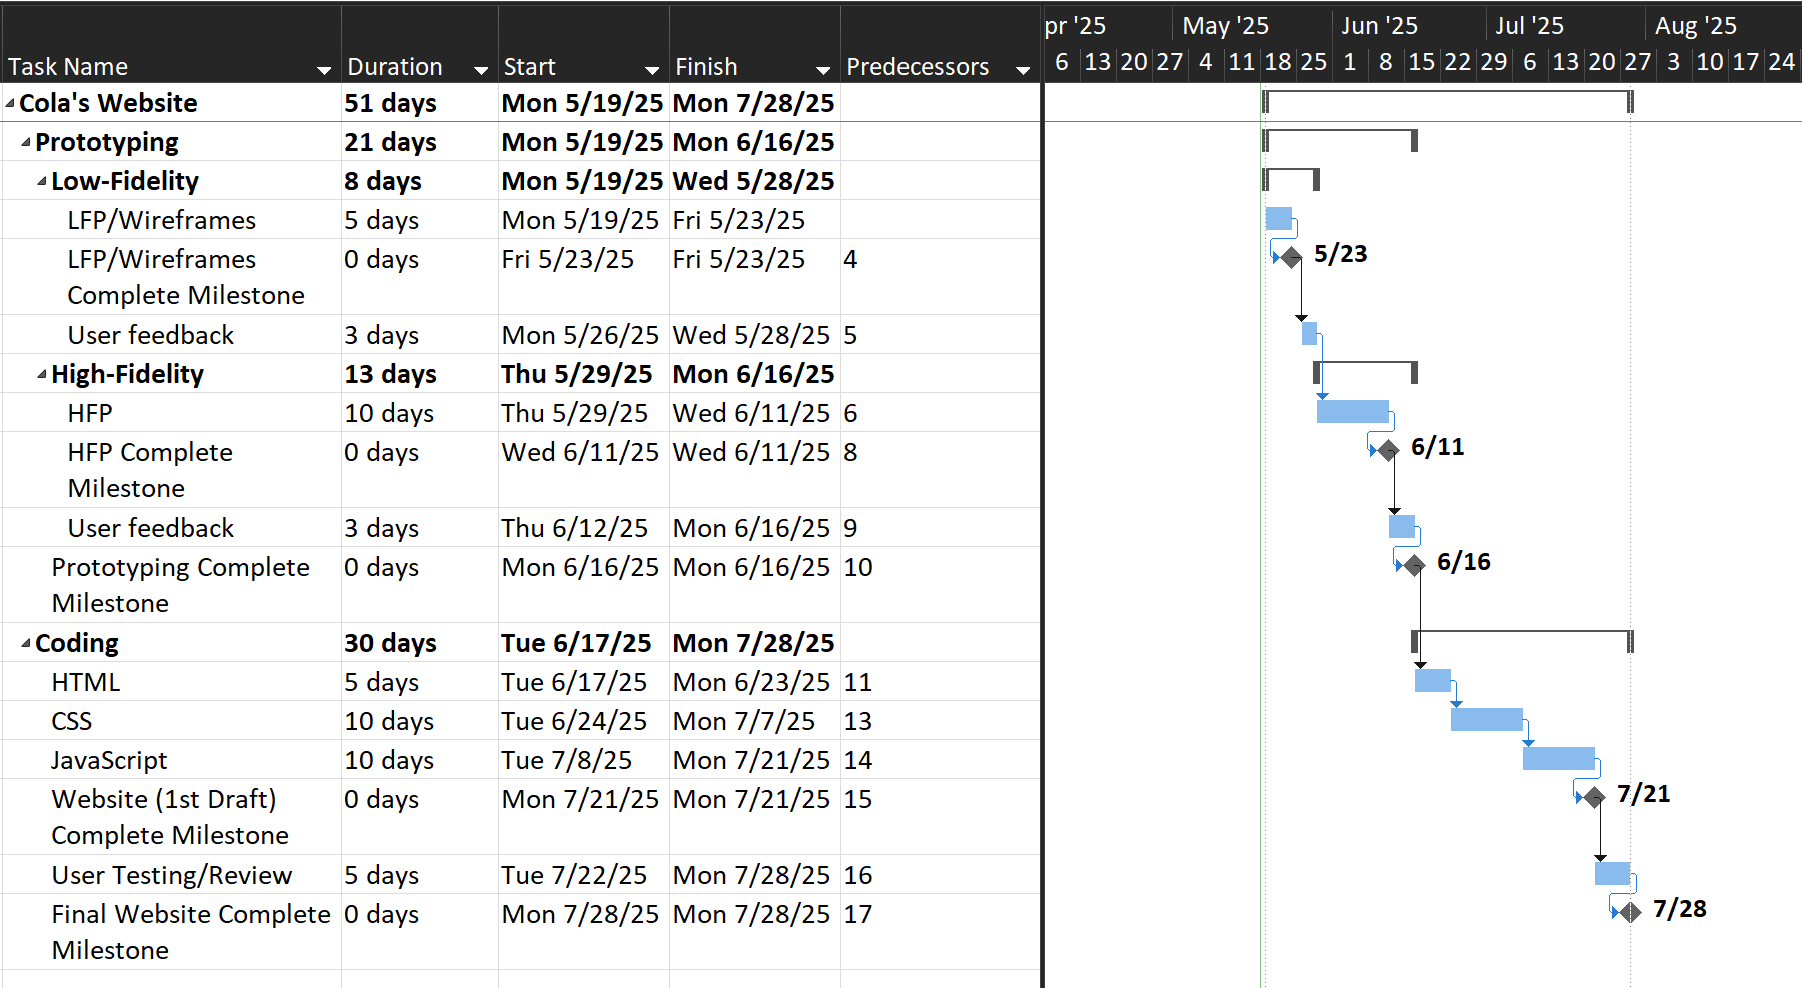 pr '25 May '25 Jun '25 Jul '25 Aug '25
Task Name Duration Start Finish Predecessors 6 13 20 27 4 11 18 25 1 8 15 22 29 6 13 20 27 3 10 17 24
Cola's Website 51 days Mon 5/19/25 Mon 7/28/25
Prototyping 21 days Mon 5/19/25 Mon 6/16/25
Low-Fidelity 8 days Mon 5/19/25 Wed 5/28/25
LFP/Wireframes 5 days Mon 5/19/25 Fri 5/23/25
LFP/Wireframes 0 days Fri 5/23/25 Fri 5/23/25 4 5/23
Complete Milestone
User feedback 3 days Mon 5/26/25 Wed 5/28/25 5
High-Fidelity 13 days Thu 5/29/25 Mon 6/16/25
HFP 10 days Thu 5/29/25 Wed 6/11/25 6
HFP Complete 0 days Wed 6/11/25 Wed 6/11/25 8 6/11
Milestone
User feedback 3 days Thu 6/12/25 Mon 6/16/25 9
Prototyping Complete 0 days Mon 6/16/25 Mon 6/16/25 10 6/16
Milestone
Coding 30 days Tue 6/17/25 Mon 7/28/25
HTML 5 days Tue 6/17/25 Mon 6/23/25 11
CSS 10 days Tue 6/24/25 Mon 7/7/25 13
JavaScript 10 days Tue 7/8/25 Mon 7/21/25 14
Website (1st Draft) 0 days Mon 7/21/25 Mon 7/21/25 15 7/21
Complete Milestone
User Testing/Review 5 days Tue 7/22/25 Mon 7/28/25 16
Final Website Complete 0 days Mon 7/28/25 Mon 7/28/25 17 7/28
Milestone